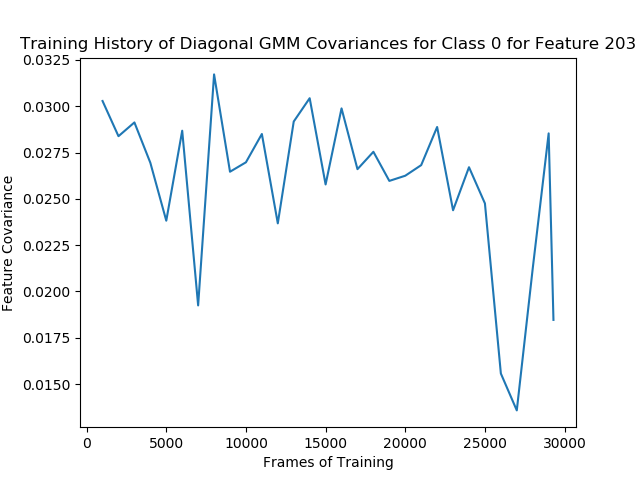 Training History of Diagonal GMM Covariances for Class 0 for Feature 203
0.0325
0.0300
0.0275
0.0250
0.0225
0.0200
0.0175
0.0150
Feature Covariance
0 5000 10000 15000 20000 25000 30000
Frames of Training